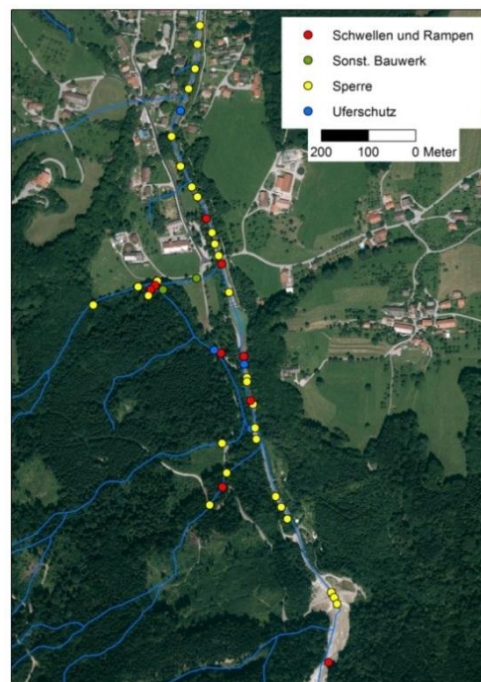 Schwellen und Rampen
Sonst. Bauwerk
Sperre
Uferschutz
200 100 0 Meter